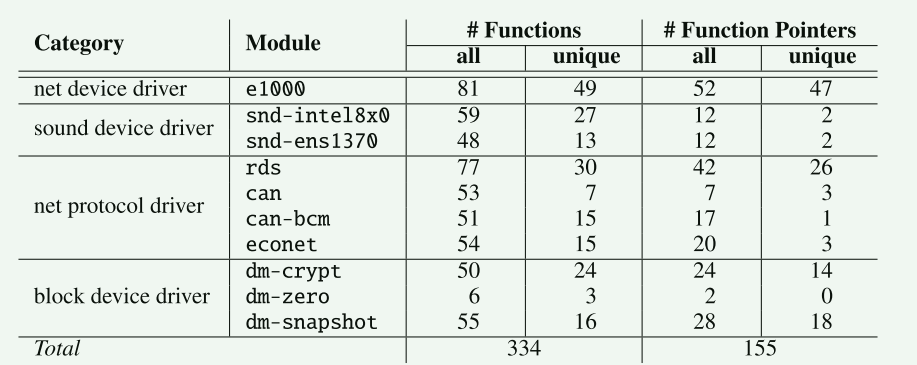 Category Module # Functions # Function Pointers
all unique all unique
net device driver e1000 81 49 52 47
sound device driver snd-intel8x0 59 27 12 2
snd-ens1370 48 13 12 2
net protocol driver rds 77 30 42 26
can 53 7 7 3
can-bcm 51 15 17 1
econet 54 15 20 3
block device driver dm-crypt 50 24 24 14
dm-zero 6 3 2 0
dm-snapshot 55 16 28 18
Total 334 155